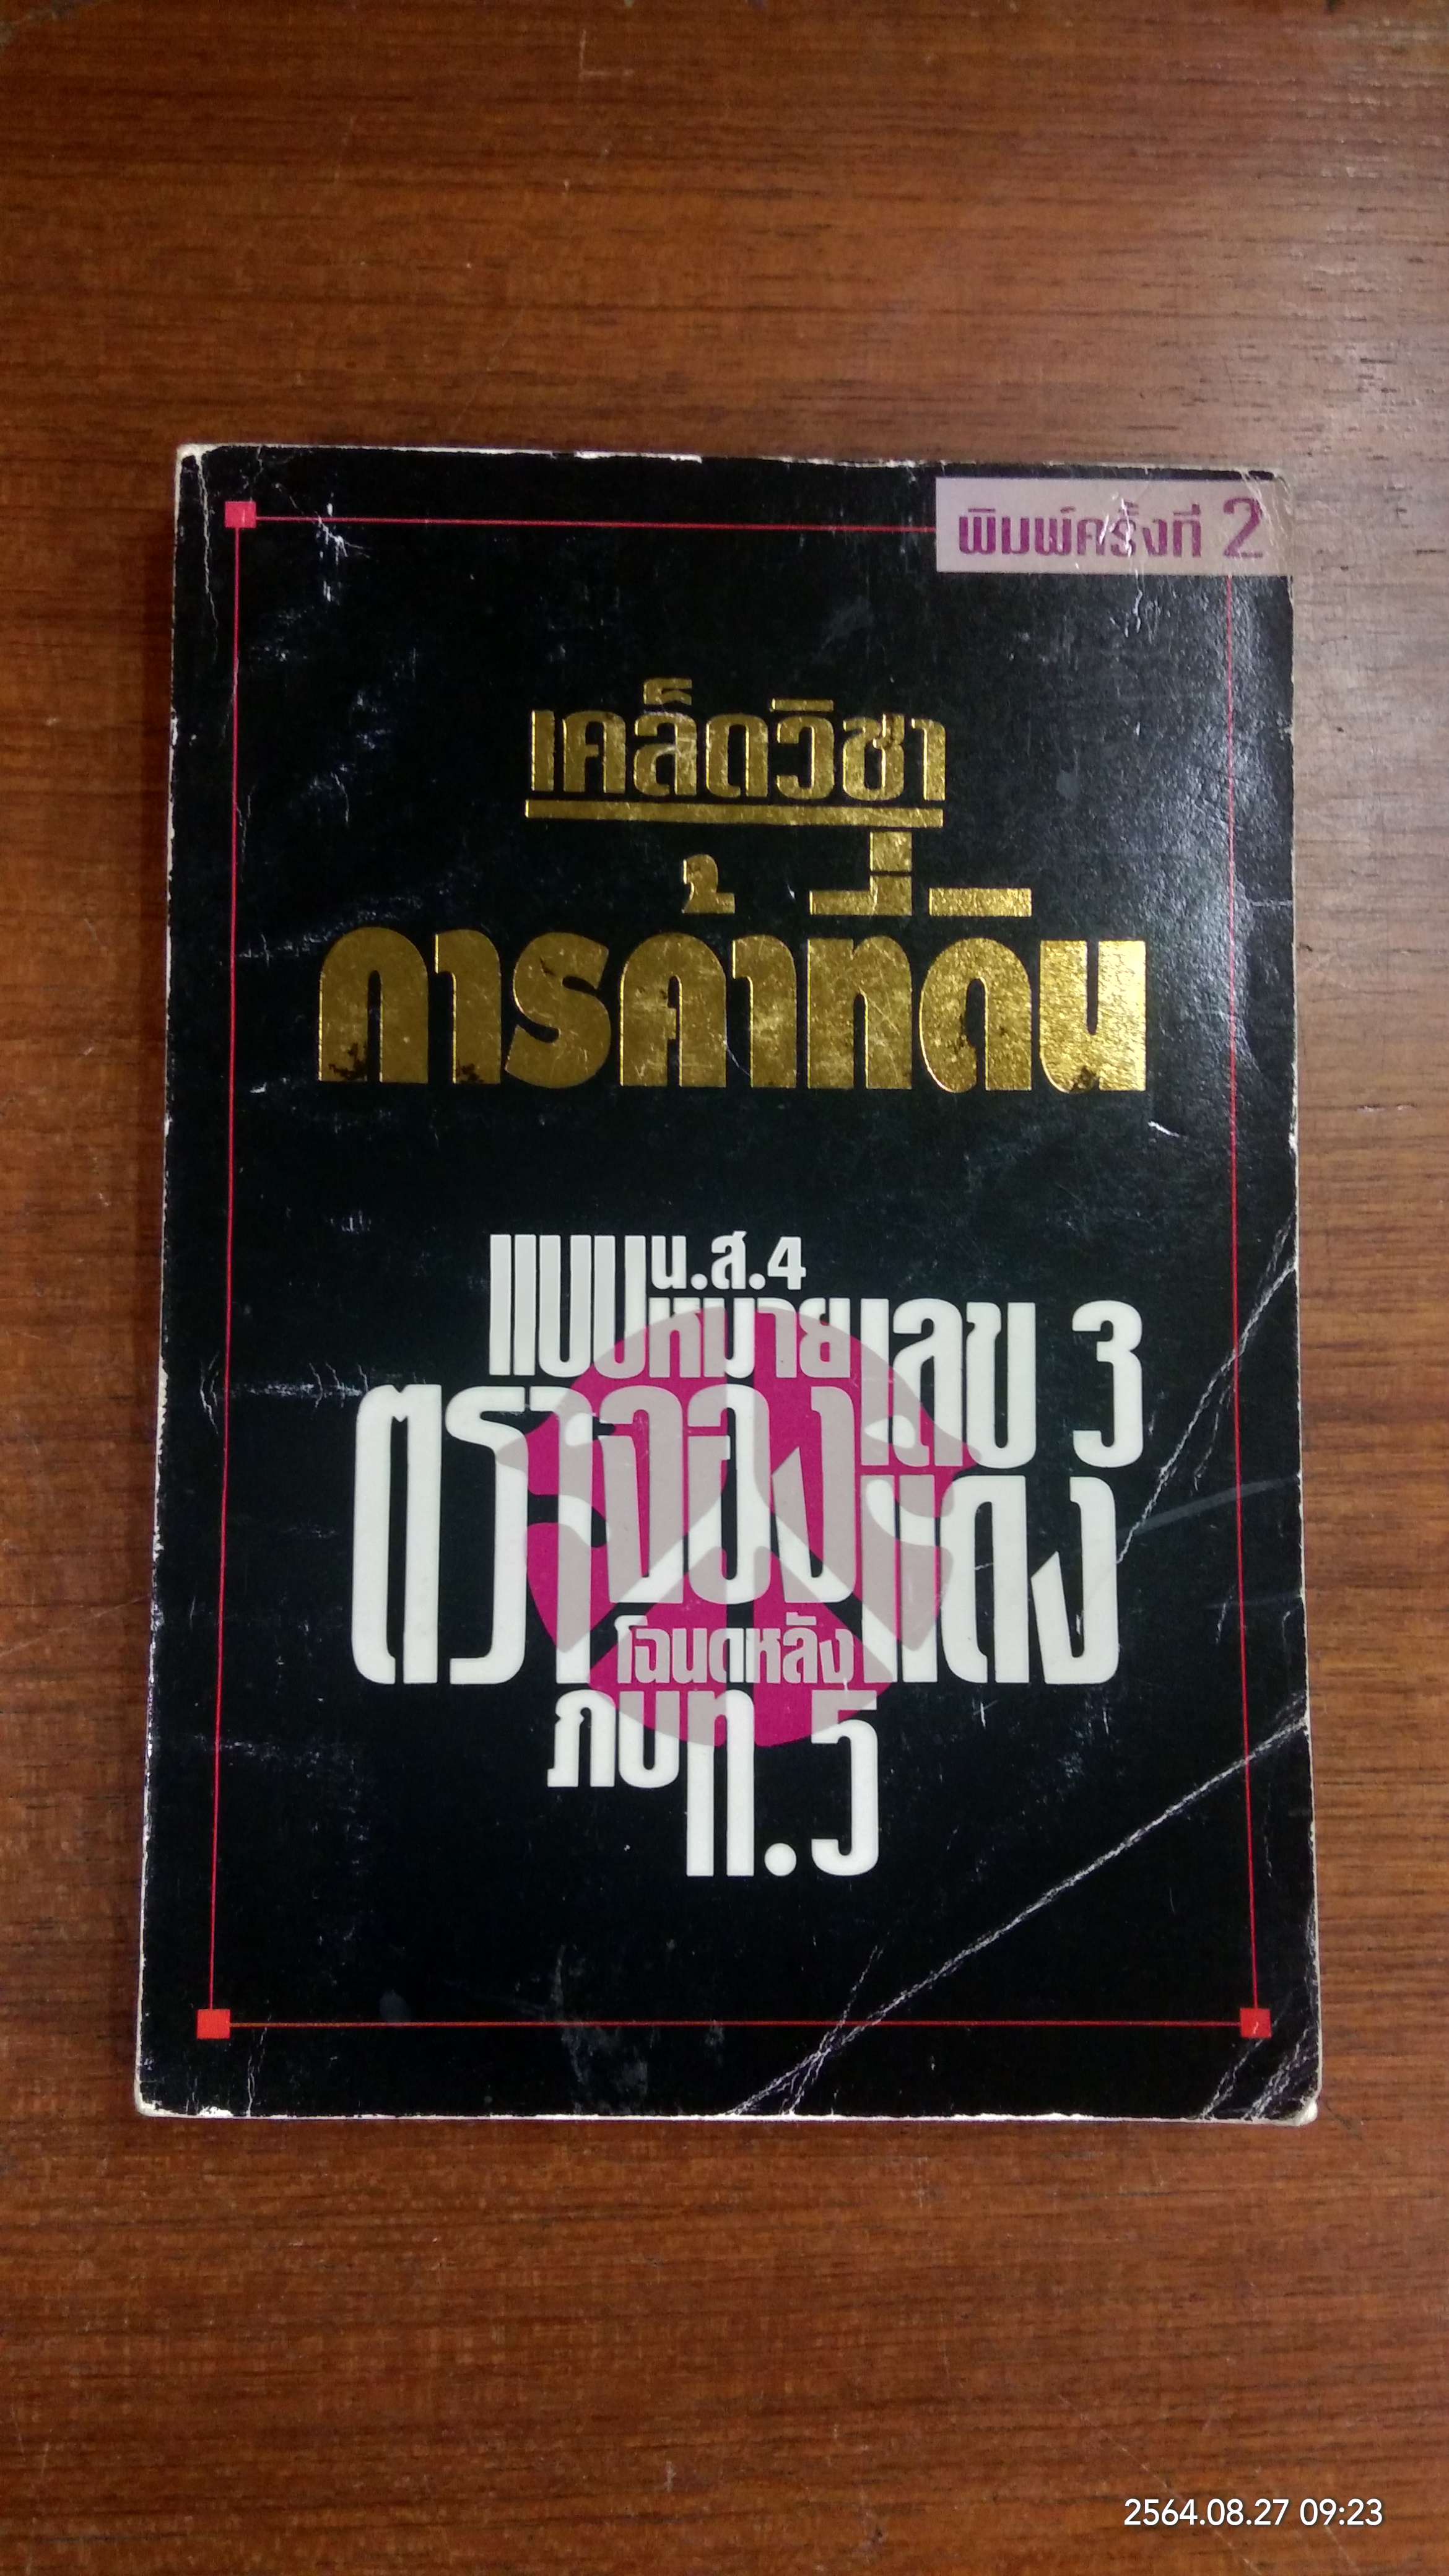 พิมพ์ครั้งที่ 2
เคล็ดวิชา
การค้าที่ดิน
น.ส.4
แบบหมายเลข 3
ตราจองแดง
โฉนดหลัง
ภบท.5
2564.08.27 09:23